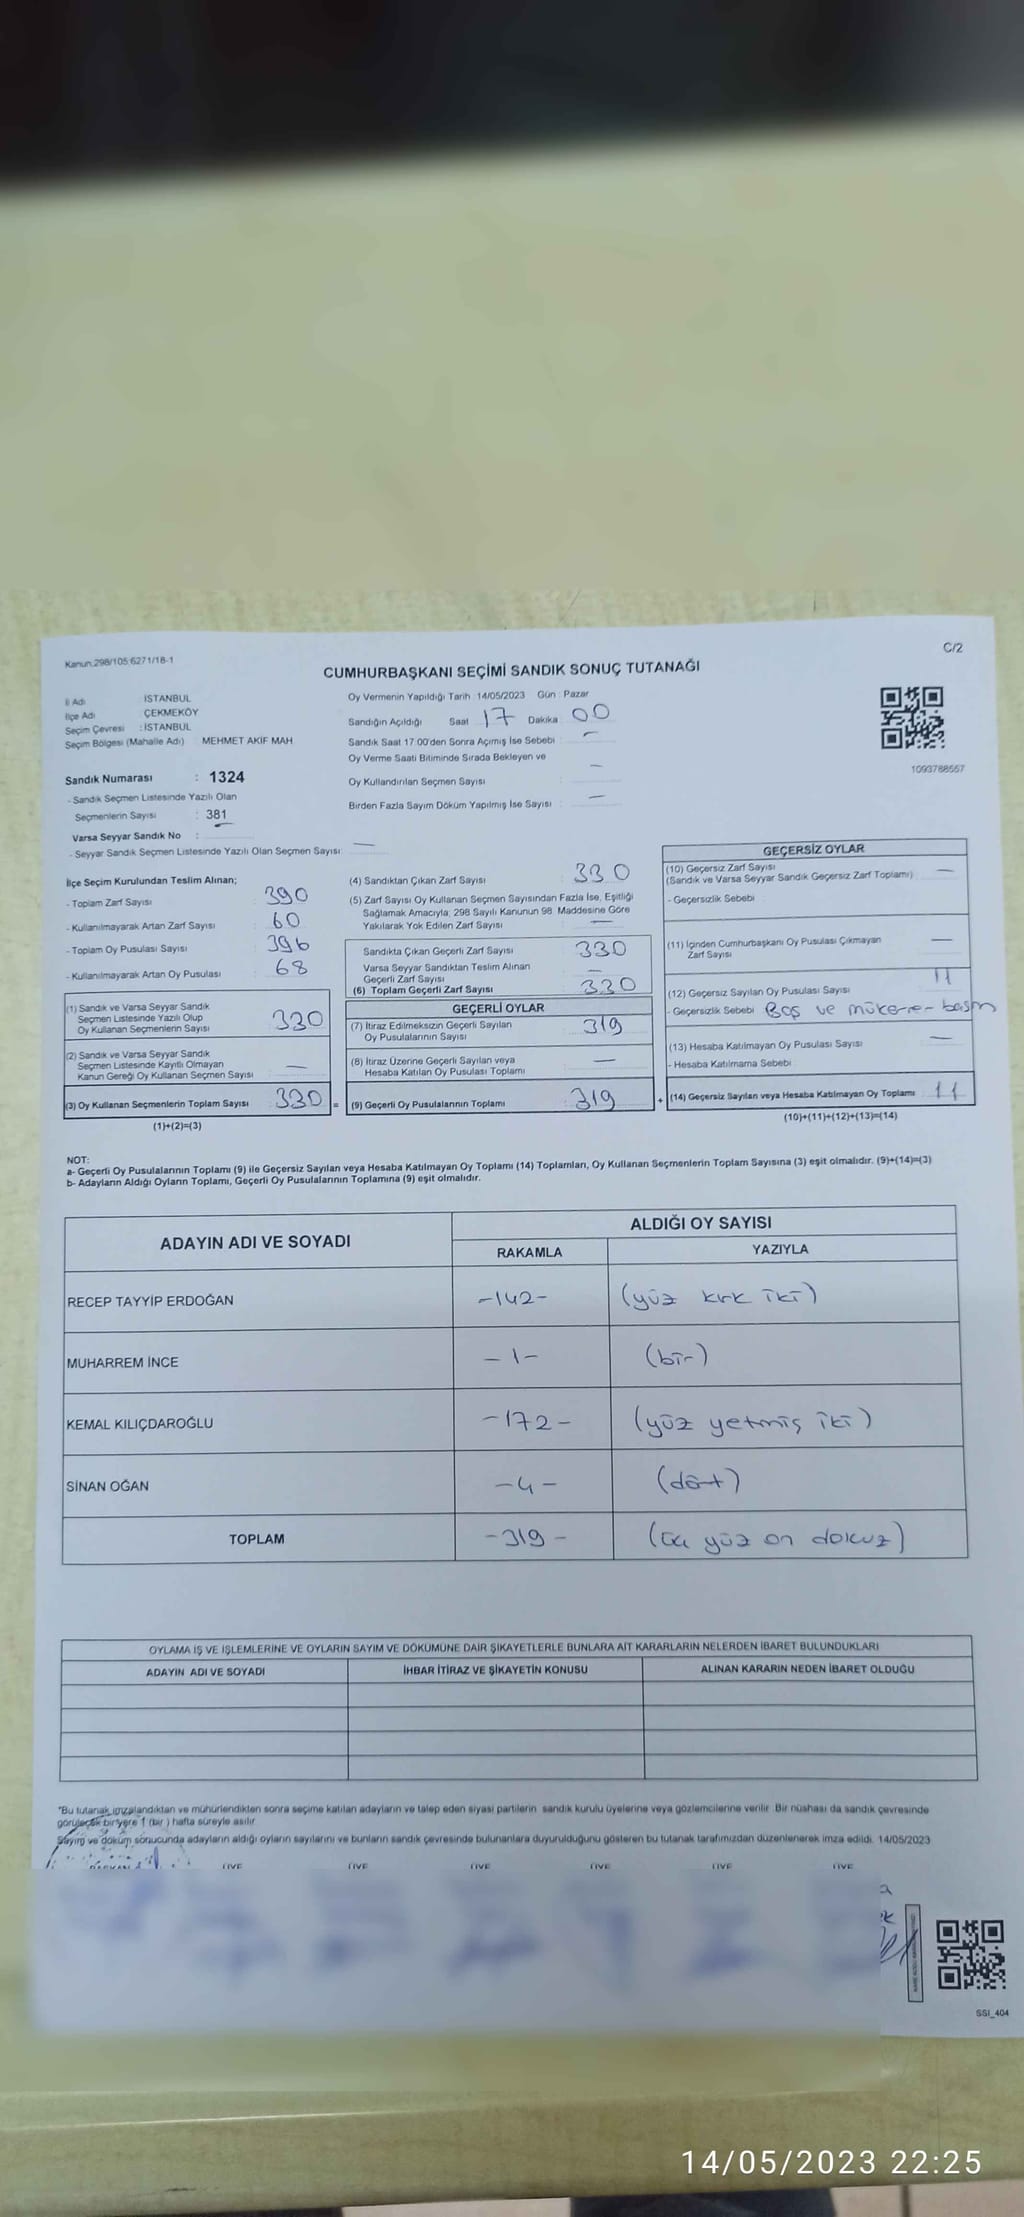 Kanun.298/105:6271/18-1
C/2
CUMHURBAŞKANI SEÇİMİ SANDIK SONUÇ TUTANAĞI
İl Adı İSTANBUL
İlçe Adı ÇEKMEKÖY
Seçim Çevresi : İSTANBUL
Seçim Bölgesi (Mahalle Adı) MEHMET AKİF MAH.
Sandık Numarası : 1324
- Sandık Seçmen Listesinde Yazılı Olan
Seçmenlerin Sayısı : 381
Varsa Seyyar Sandık No :
- Seyyar Sandık Seçmen Listesinde Yazılı Olan Seçmen Sayısı: —
Oy Vermenin Yapıldığı Tarih : 14/05/2023 Gün : Pazar
Sandığın Açıldığı Saat 17 Dakika 00
Sandık Saat 17:00'den Sonra Açılmış İse Sebebi : —
Oy Verme Saati Bitiminde Sırada Bekleyen ve
Oy Kullandırılan Seçmen Sayısı : —
Birden Fazla Sayım Döküm Yapılmış İse Sayısı : —
1093788557
İlçe Seçim Kurulundan Teslim Alınan;
- Toplam Zarf Sayısı : 390
- Kullanılmayarak Artan Zarf Sayısı : 60
- Toplam Oy Pusulası Sayısı : 396
- Kullanılmayarak Artan Oy Pusulası : 68
(1) Sandık ve Varsa Seyyar Sandık
Seçmen Listesinde Yazılı Olup
Oy Kullanan Seçmenlerin Sayısı 330
(2) Sandık ve Varsa Seyyar Sandık
Seçmen Listesinde Kayıtlı Olmayan
Kanun Gereği Oy Kullanan Seçmen Sayısı —
(3) Oy Kullanan Seçmenlerin Toplam Sayısı 330 =
(1)+(2)=(3)
(4) Sandıktan Çıkan Zarf Sayısı : 330
(5) Zarf Sayısı Oy Kullanan Seçmen Sayısından Fazla İse, Eşitliği
Sağlamak Amacıyla; 298 Sayılı Kanunun 98. Maddesine Göre
Yakılarak Yok Edilen Zarf Sayısı : —
Sandıkta Çıkan Geçerli Zarf Sayısı : 330
Varsa Seyyar Sandıktan Teslim Alınan
Geçerli Zarf Sayısı : —
(6) Toplam Geçerli Zarf Sayısı : 330
GEÇERLİ OYLAR
(7) İtiraz Edilmeksizin Geçerli Sayılan
Oy Pusulalarının Sayısı : 319
(8) İtiraz Üzerine Geçerli Sayılan veya
Hesaba Katılan Oy Pusulası Toplamı : —
(9) Geçerli Oy Pusulalarının Toplamı : 319 +
GEÇERSİZ OYLAR
(10) Geçersiz Zarf Sayısı
(Sandık ve Varsa Seyyar Sandık Geçersiz Zarf Toplamı) : —
- Geçersizlik Sebebi :
(11) İçinden Cumhurbaşkanı Oy Pusulası Çıkmayan
Zarf Sayısı : —
(12) Geçersiz Sayılan Oy Pusulası Sayısı : 11
- Geçersizlik Sebebi Boş ve mükerrer basım
(13) Hesaba Katılmayan Oy Pusulası Sayısı : —
- Hesaba Katılmama Sebebi :
(14) Geçersiz Sayılan veya Hesaba Katılmayan Oy Toplamı : 11
(10)+(11)+(12)+(13)=(14)
NOT:
a- Geçerli Oy Pusulalarının Toplamı (9) ile Geçersiz Sayılan veya Hesaba Katılmayan Oy Toplamı (14) Toplamları, Oy Kullanan Seçmenlerin Toplam Sayısına (3) eşit olmalıdır. (9)+(14)=(3)
b- Adayların Aldığı Oyların Toplamı, Geçerli Oy Pusulalarının Toplamına (9) eşit olmalıdır.
ADAYIN ADI VE SOYADI ALDIĞI OY SAYISI
RAKAMLA YAZIYLA
RECEP TAYYİP ERDOĞAN -142- (yüz kırk iki)
MUHARREM İNCE -1- (bir)
KEMAL KILIÇDAROĞLU -172- (yüz yetmiş iki)
SİNAN OĞAN -4- (dört)
TOPLAM -319- (üç yüz on dokuz)
OYLAMA İŞ VE İŞLEMLERİNE VE OYLARIN SAYIM VE DÖKÜMÜNE DAİR ŞİKAYETLERLE BUNLARA AİT KARARLARIN NELERDEN İBARET BULUNDUKLARI
ADAYIN ADI VE SOYADI İHBAR İTİRAZ VE ŞİKAYETİN KONUSU ALINAN KARARIN NEDEN İBARET OLDUĞU
*Bu tutanak imzalandıktan ve mühürlendikten sonra seçime katılan adayların ve talep eden siyasi partilerin sandık kurulu üyelerine veya gözlemcilerine verilir. Bir nüshası da sandık çevresinde
görülecek bir yere 1 (bir) hafta süreyle asılır.
Sayım ve döküm sonucunda adayların aldığı oyların sayılarını ve bunların sandık çevresinde bulunanlara duyurulduğunu gösteren bu tutanak tarafımızdan düzenlenerek imza edildi. 14/05/2023
BAŞKAN ÜYE ÜYE ÜYE ÜYE ÜYE ÜYE
SSI_404
14/05/2023 22:25